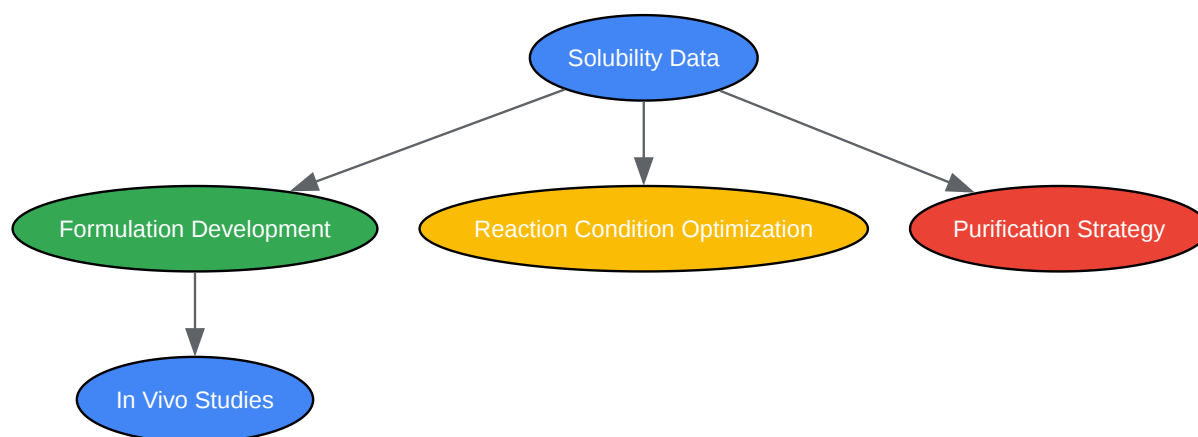 Solubility Data
Formulation Development
Reaction Condition Optimization
Purification Strategy
In Vivo Studies